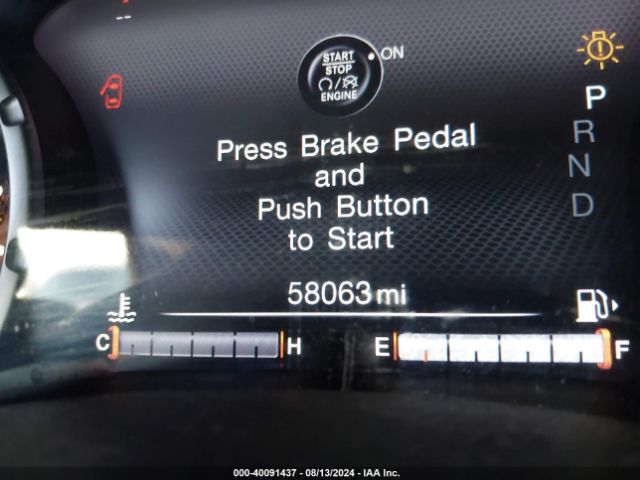 --
START
STOP
ENGINE
ON
P
R
N
D
Press Brake Pedal
and
Push Button
to Start
58063 mi
C H E F
000-40091437 - 08/13/2024 - IAA Inc.